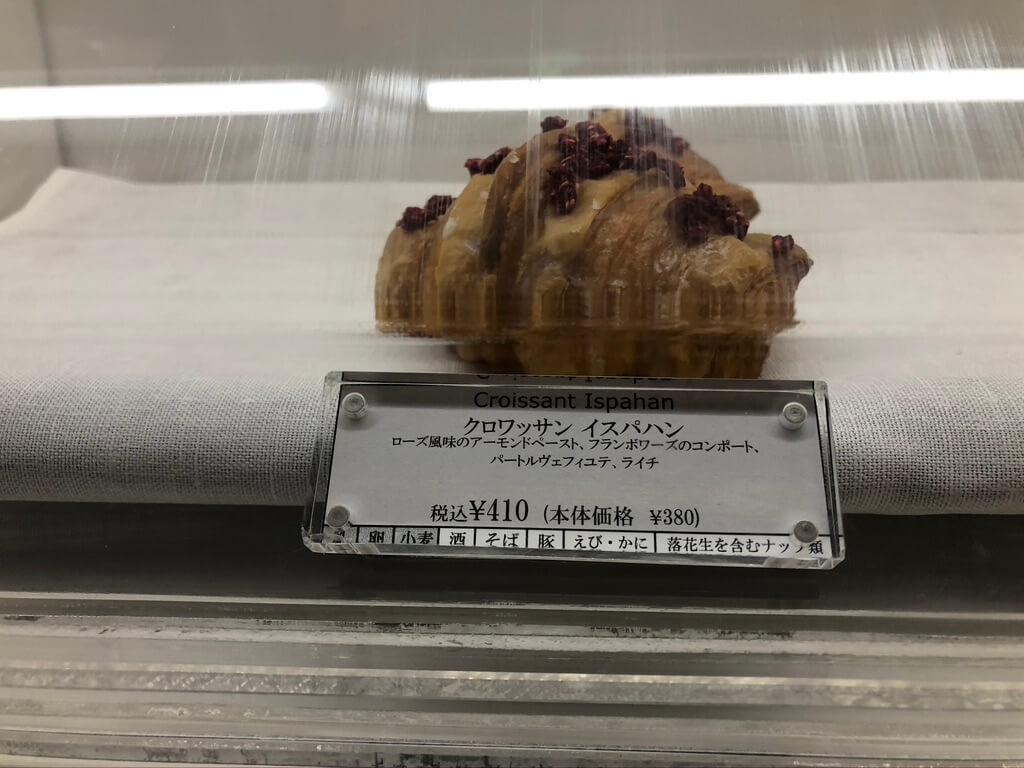 Croissant Ispahan
クロワッサン イスパハン
ローズ風味のアーモンドペースト、フランボワーズのコンポート、
パートルヴェフィユテ、ライチ
税込¥410 (本体価格 ¥380)
卵 小麦 酒 そば 豚 えび・かに 落花生を含むナッツ類